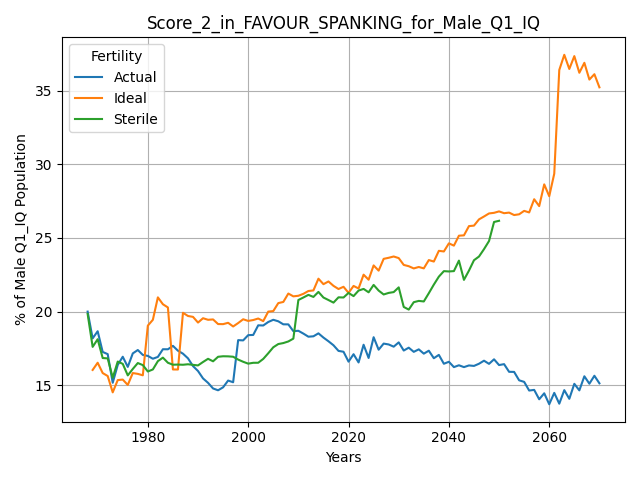 Score_2_in_FAVOUR_SPANKING_for_Male_Q1_IQ
Fertility
Actual
Ideal
Sterile
% of Male Q1_IQ Population
35
30
25
20
15
1980
2000
2020
2040
2060
Years